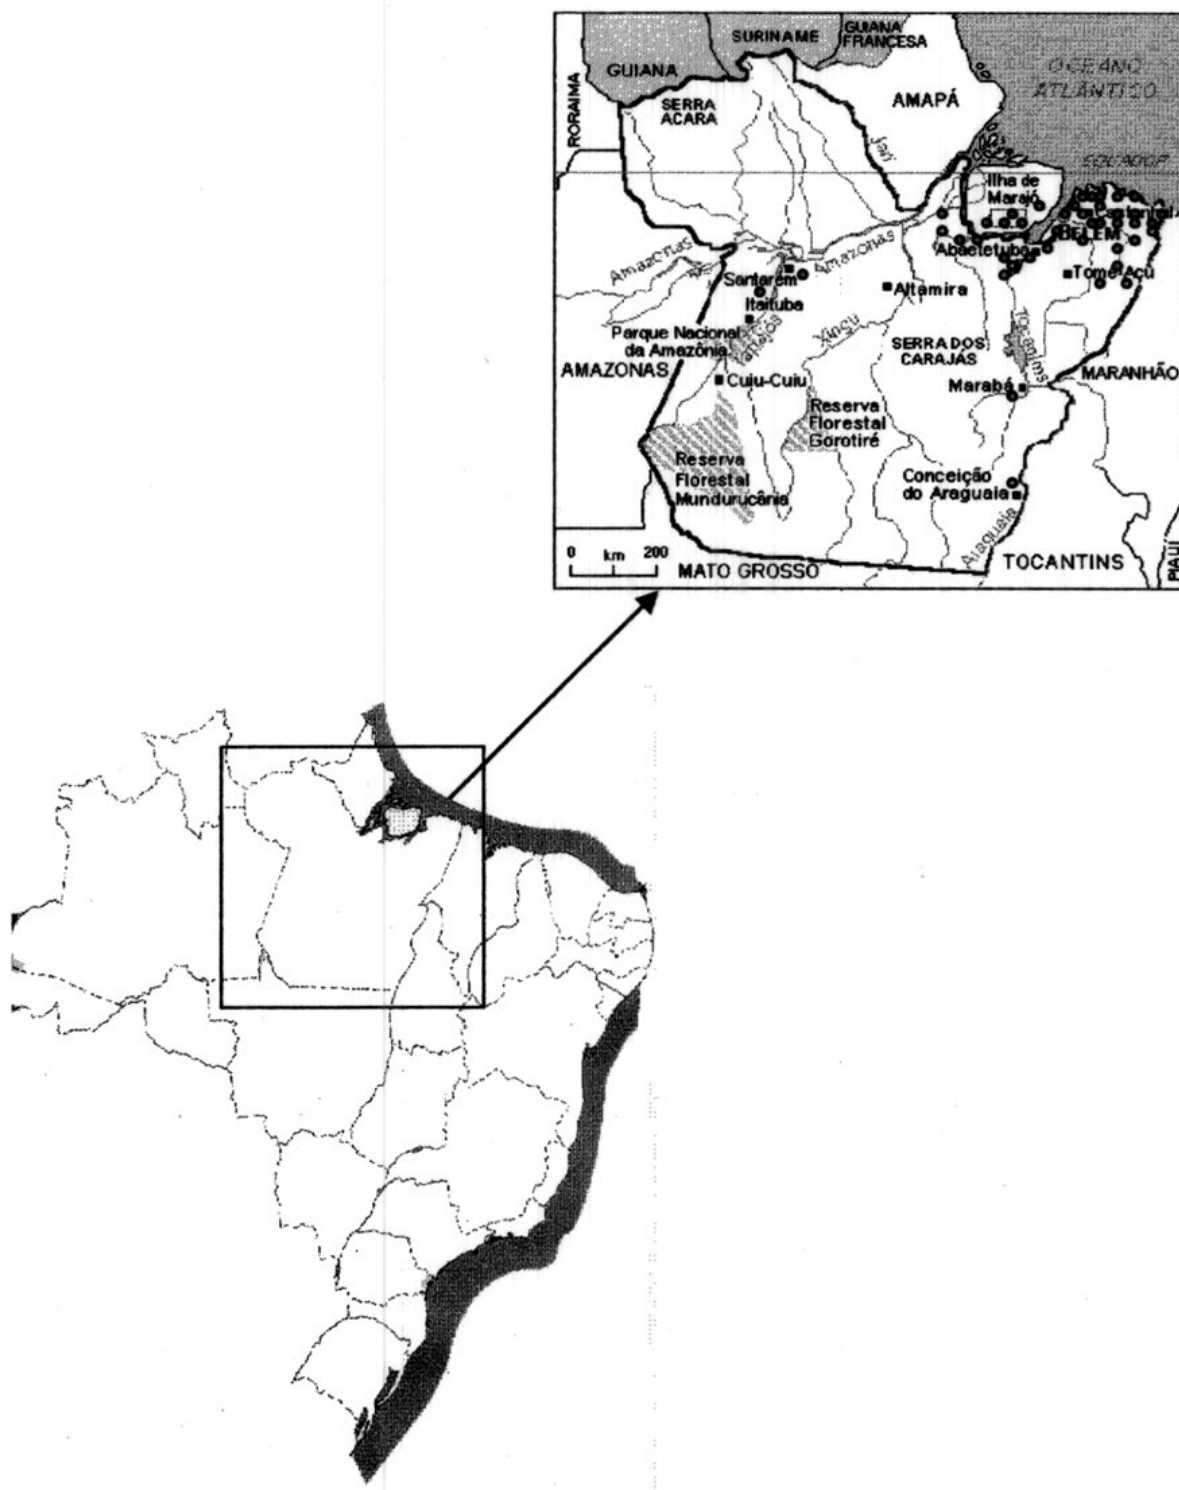 SURINAME
GUIANA
FRANCESA
GUIANA
OCEANO
ATLÂNTICO
RORAIMA
SERRA
ACARA
AMAPÁ
Jari
EQUADOR
Ilha de
Marajó
Castanhal
BELÉM
Abaetetuba
Amazonas
Amazonas
Santarém
Tomé-Açú
Itaituba
Altamira
Parque Nacional
da Amazônia
Tapajós
Xingu
Tocantins
SERRA DOS
CARAJÁS
AMAZONAS
MARANHÃO
Cuiu-Cuiu
Marabá
Reserva
Florestal
Gorotiré
Reserva
Florestal
Mundurucânia
Conceição
do Araguaia
Araguaia
0 km 200
MATO GROSSO
TOCANTINS
PIAUÍ